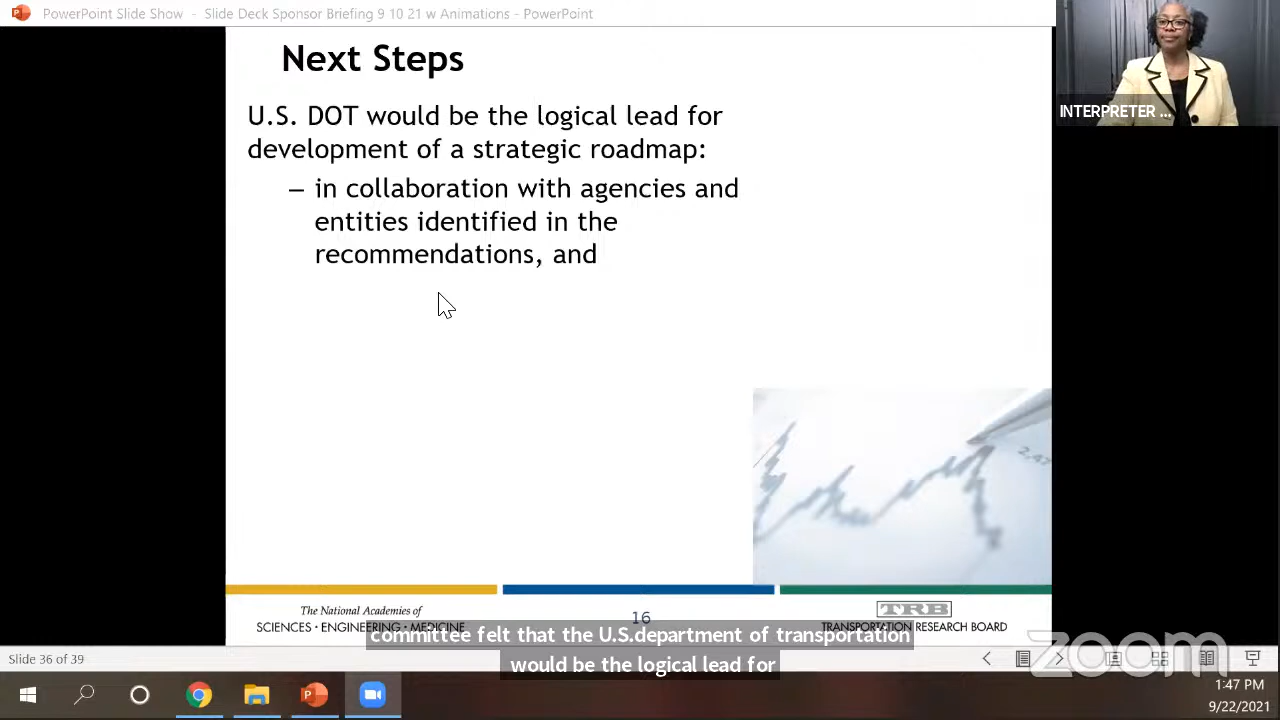 PowerPoint Slide Show - Slide Deck Sponsor Briefing 9 10 21 w Animations - PowerPoint
INTERPRETER ...
Next Steps
U.S. DOT would be the logical lead for
development of a strategic roadmap:
– in collaboration with agencies and
entities identified in the
recommendations, and
2,47
The National Academies of
SCIENCES • ENGINEERING • MEDICINE
16
TRB
TRANSPORTATION RESEARCH BOARD
committee felt that the U.S.department of transportation
would be the logical lead for
zoom
Slide 36 of 39
1:47 PM
9/22/2021